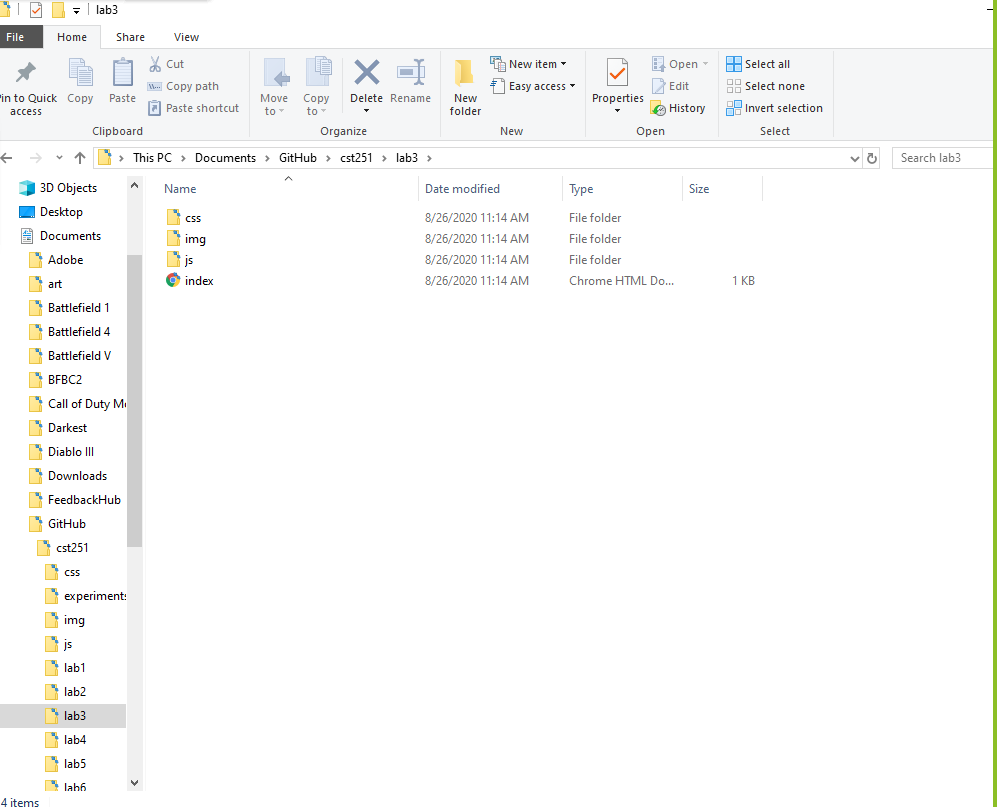 lab3
File Home Share View
Cut
Copy path
Paste shortcut
in to Quick access
Copy
Paste
Clipboard
Move to
Copy to
Delete
Rename
Organize
New folder
New item
Easy access
New
Properties
Open
Edit
History
Open
Select all
Select none
Invert selection
Select
This PC Documents GitHub cst251 lab3
Search lab3
3D Objects
Desktop
Documents
Adobe
art
Battlefield 1
Battlefield 4
Battlefield V
BFBC2
Call of Duty Mo
Darkest
Diablo III
Downloads
FeedbackHub
GitHub
cst251
css
experiments
img
js
lab1
lab2
lab3
lab4
lab5
lab6
Name Date modified Type Size
css 8/26/2020 11:14 AM File folder
img 8/26/2020 11:14 AM File folder
js 8/26/2020 11:14 AM File folder
index 8/26/2020 11:14 AM Chrome HTML Do... 1 KB
4 items